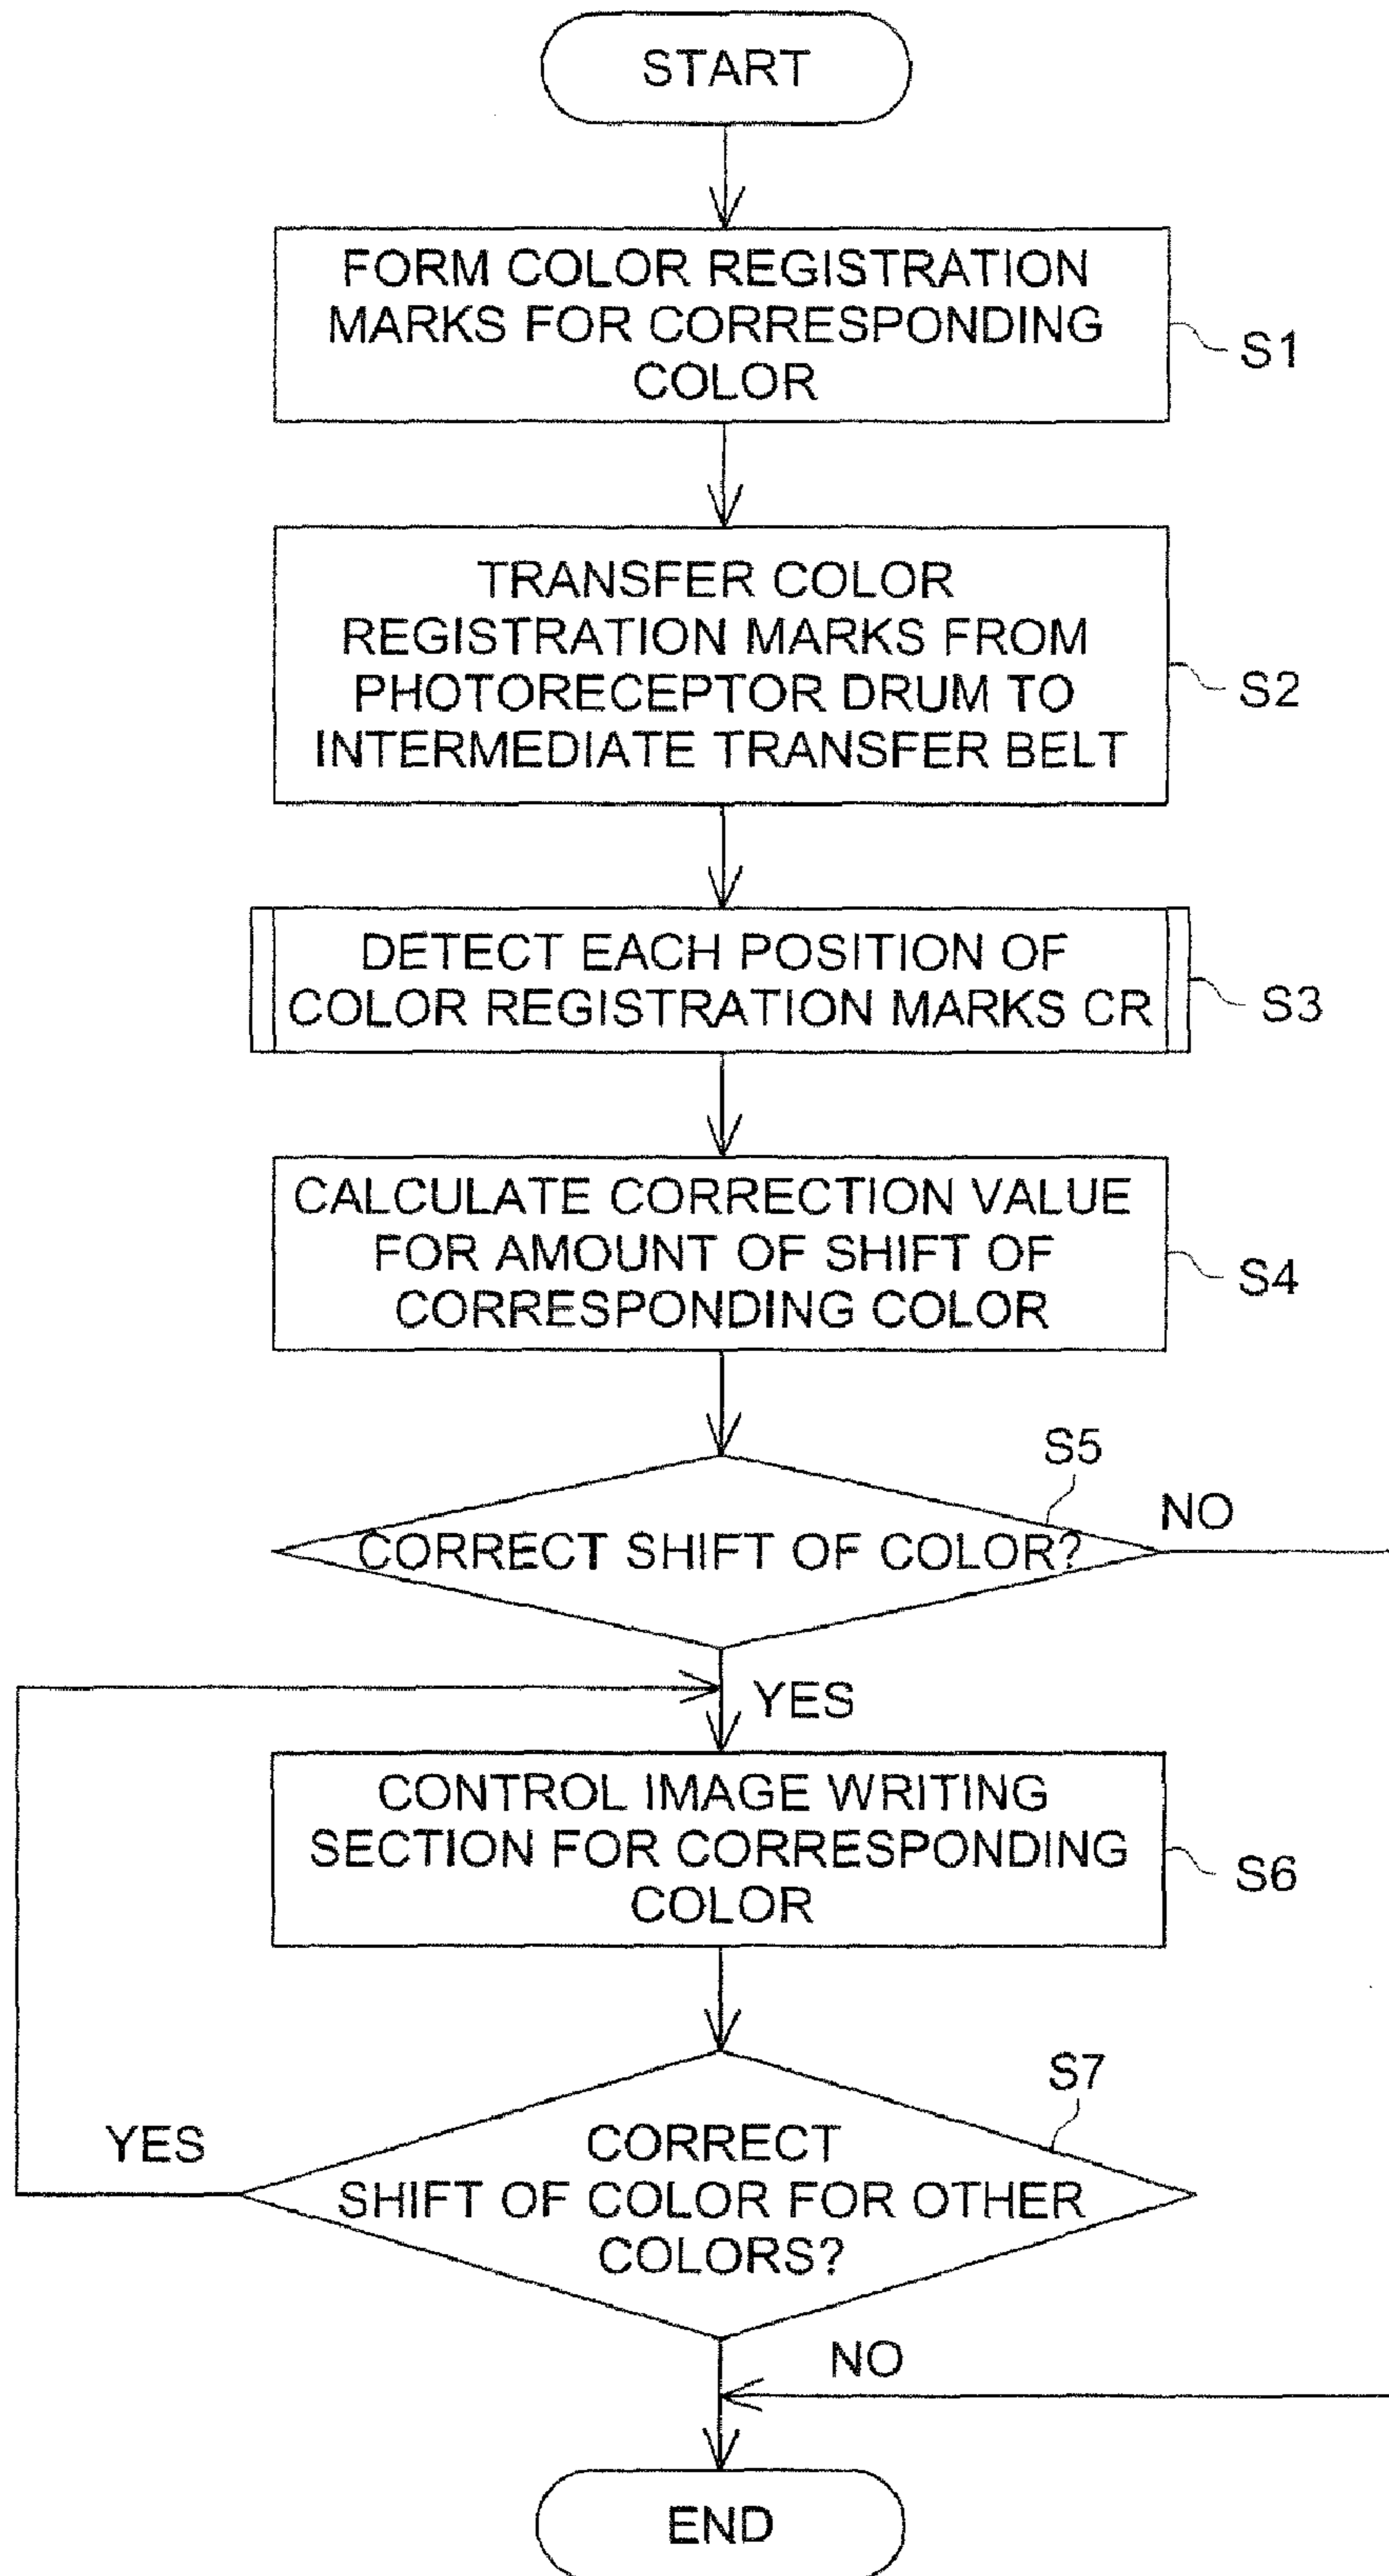 START
FORM COLOR REGISTRATION
MARKS FOR CORRESPONDING
COLOR
S1
TRANSFER COLOR
REGISTRATION MARKS FROM
PHOTORECEPTOR DRUM TO
INTERMEDIATE TRANSFER BELT
S2
DETECT EACH POSITION OF
COLOR REGISTRATION MARKS CR
S3
CALCULATE CORRECTION VALUE
FOR AMOUNT OF SHIFT OF
CORRESPONDING COLOR
S4
S5
CORRECT SHIFT OF COLOR?
NO
YES
CONTROL IMAGE WRITING
SECTION FOR CORRESPONDING
COLOR
S6
S7
YES
CORRECT
SHIFT OF COLOR FOR OTHER
COLORS?
NO
END